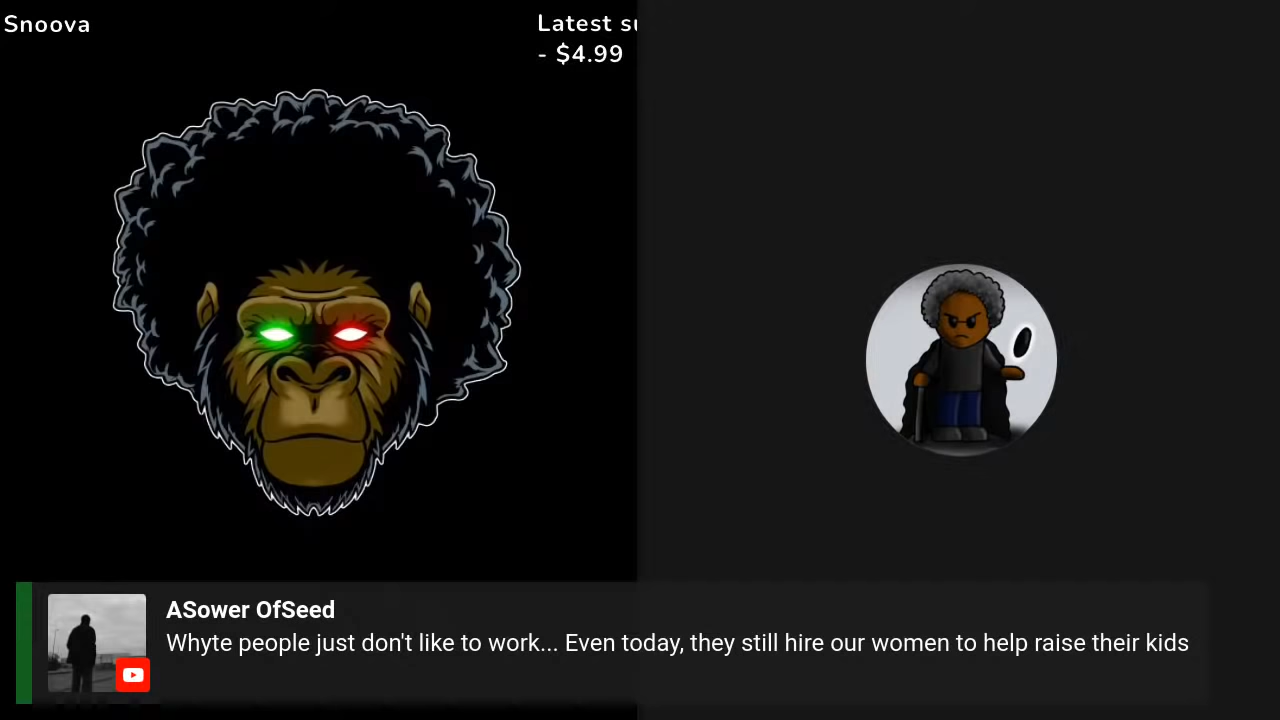 Snoova
Latest
- $4.99
ASower OfSeed
Whyte people just don't like to work... Even today, they still hire our women to help raise their kids